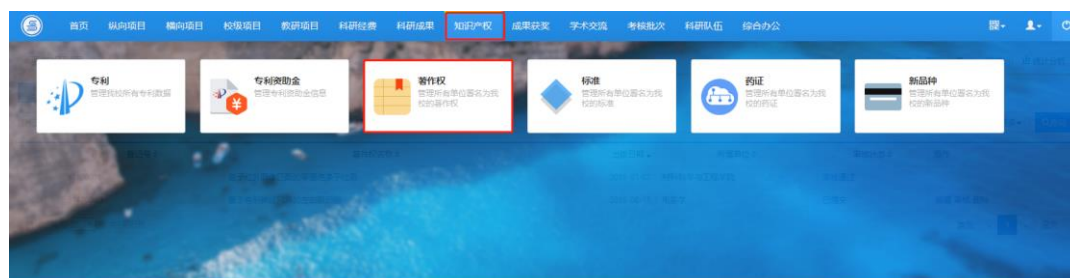 首页 纵向项目 横向项目 校级项目 教研项目 科研经费 科研成果 知识产权 成果获奖 学术交流 考核批次 科研队伍 综合办公
专利
管理我校所有专利数据
专利资助金
管理专利资助金信息
著作权
管理所有单位署名为我
校的著作权
标准
管理所有单位署名为我
校的标准
药证
管理所有单位署名为我
校的药证
新品种
管理所有单位署名为我
校的新品种